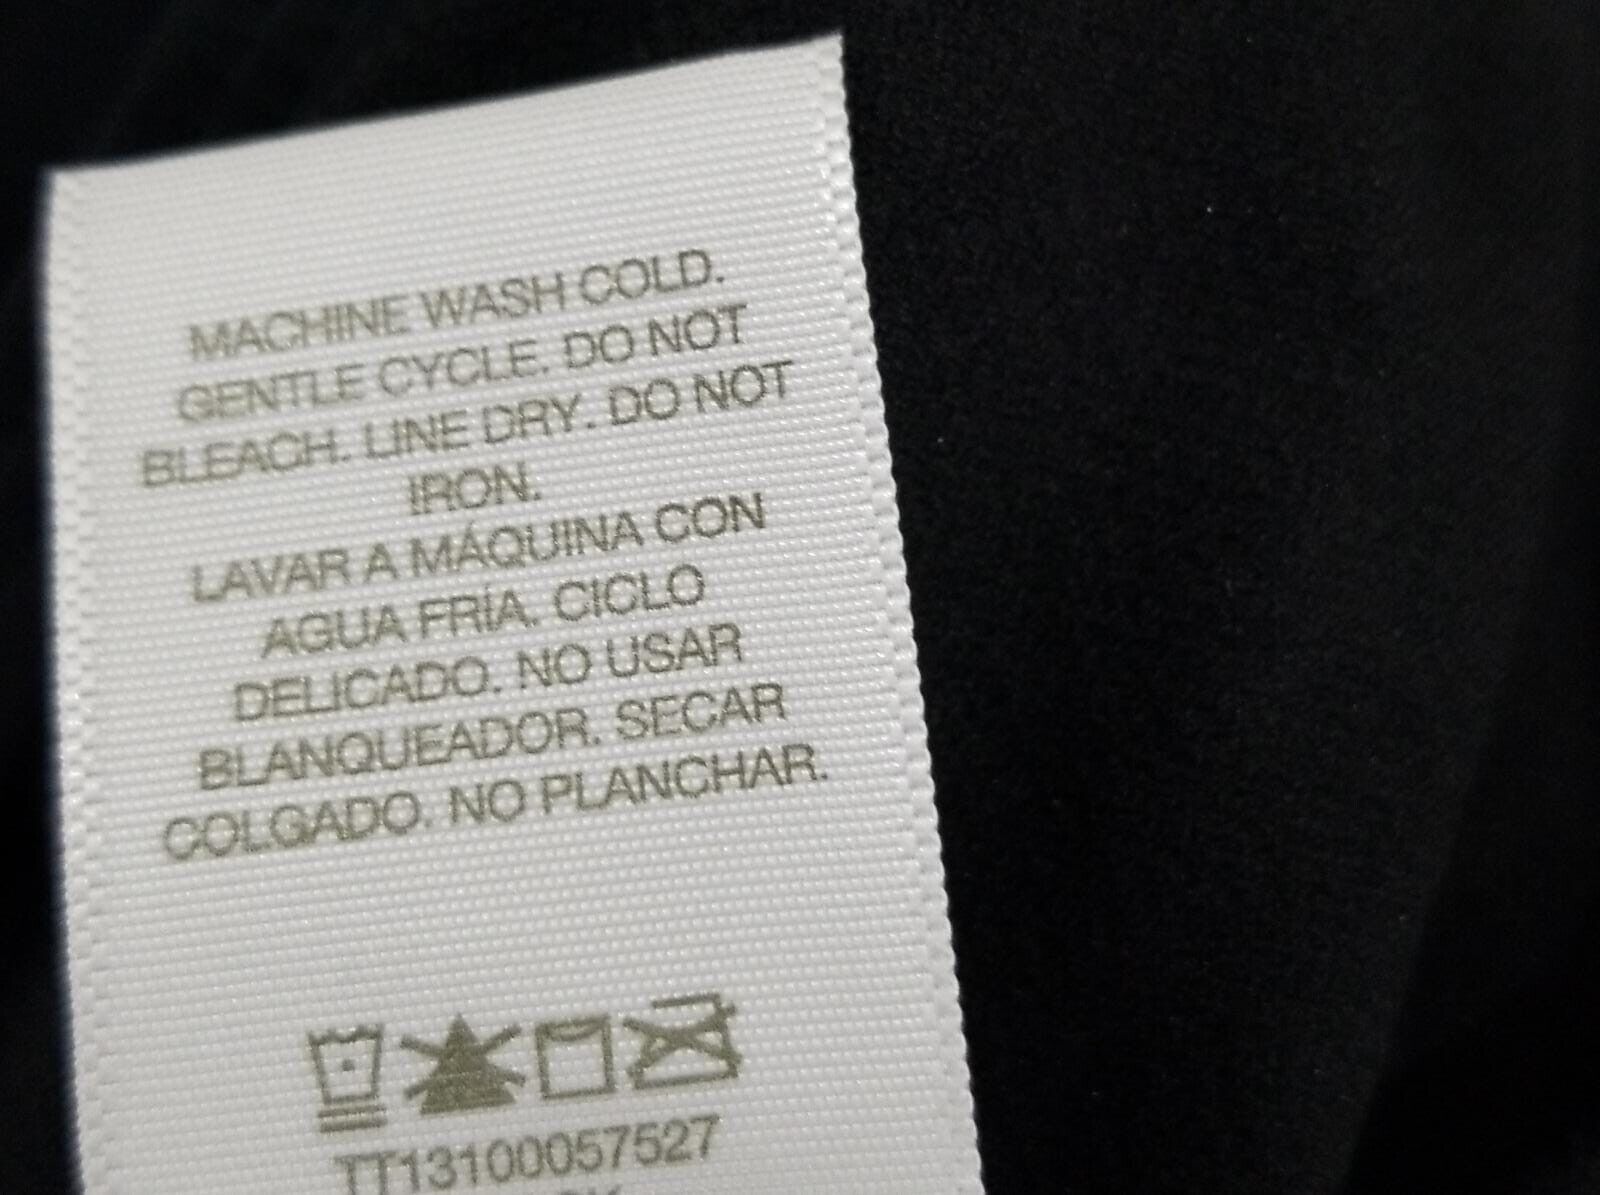 MACHINE WASH COLD.
GENTLE CYCLE. DO NOT
BLEACH. LINE DRY. DO NOT
IRON.
LAVAR A MÁQUINA CON
AGUA FRÍA. CICLO
DELICADO. NO USAR
BLANQUEADOR. SECAR
COLGADO. NO PLANCHAR.
TT13100057527